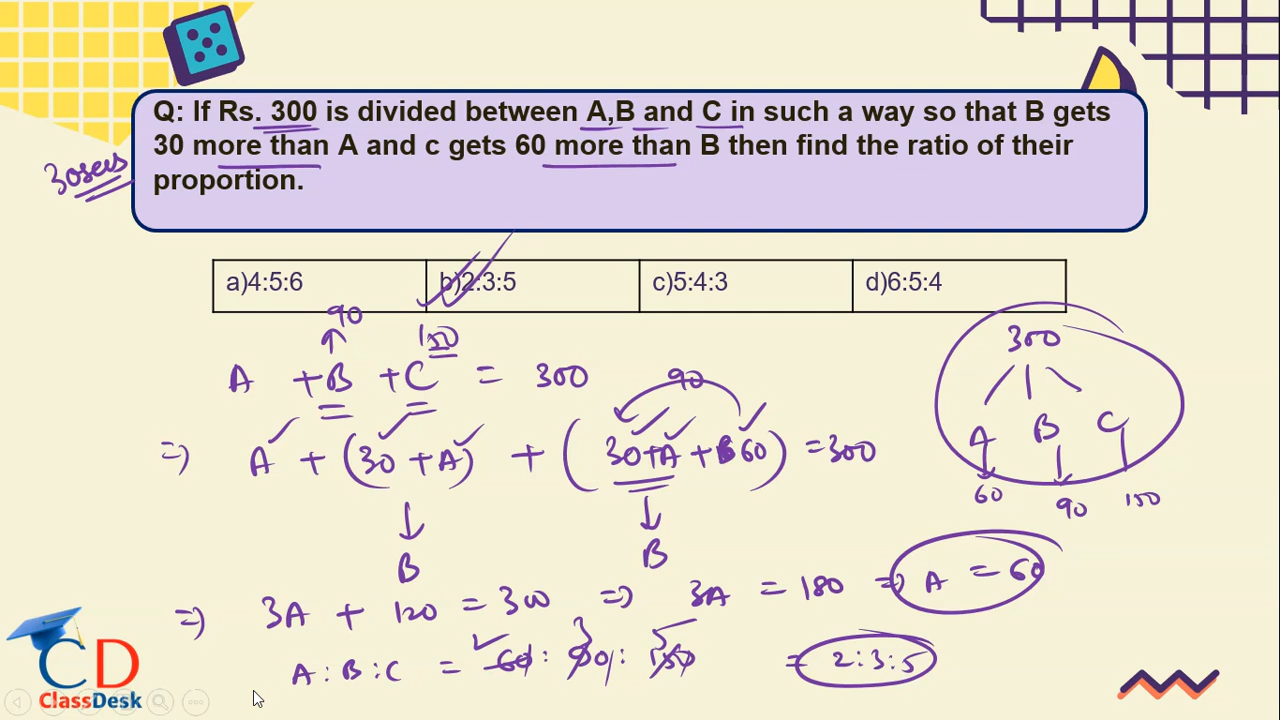 Q: If Rs. 300 is divided between A,B and C in such a way so that B gets
30 more than A and c gets 60 more than B then find the ratio of their
proportion.
30secs
a)4:5:6 b)2:3:5 c)5:4:3 d)6:5:4
90
150
A + B + C = 300
90
=> A + (30 + A) + (30+A + 60) = 300
B
B
300
A B C
60 90 150
=> 3A + 120 = 300 => 3A = 180 => A = 60
A : B : C = 60 : 90 : 150 = 2:3:5
3 5
CD
ClassDesk